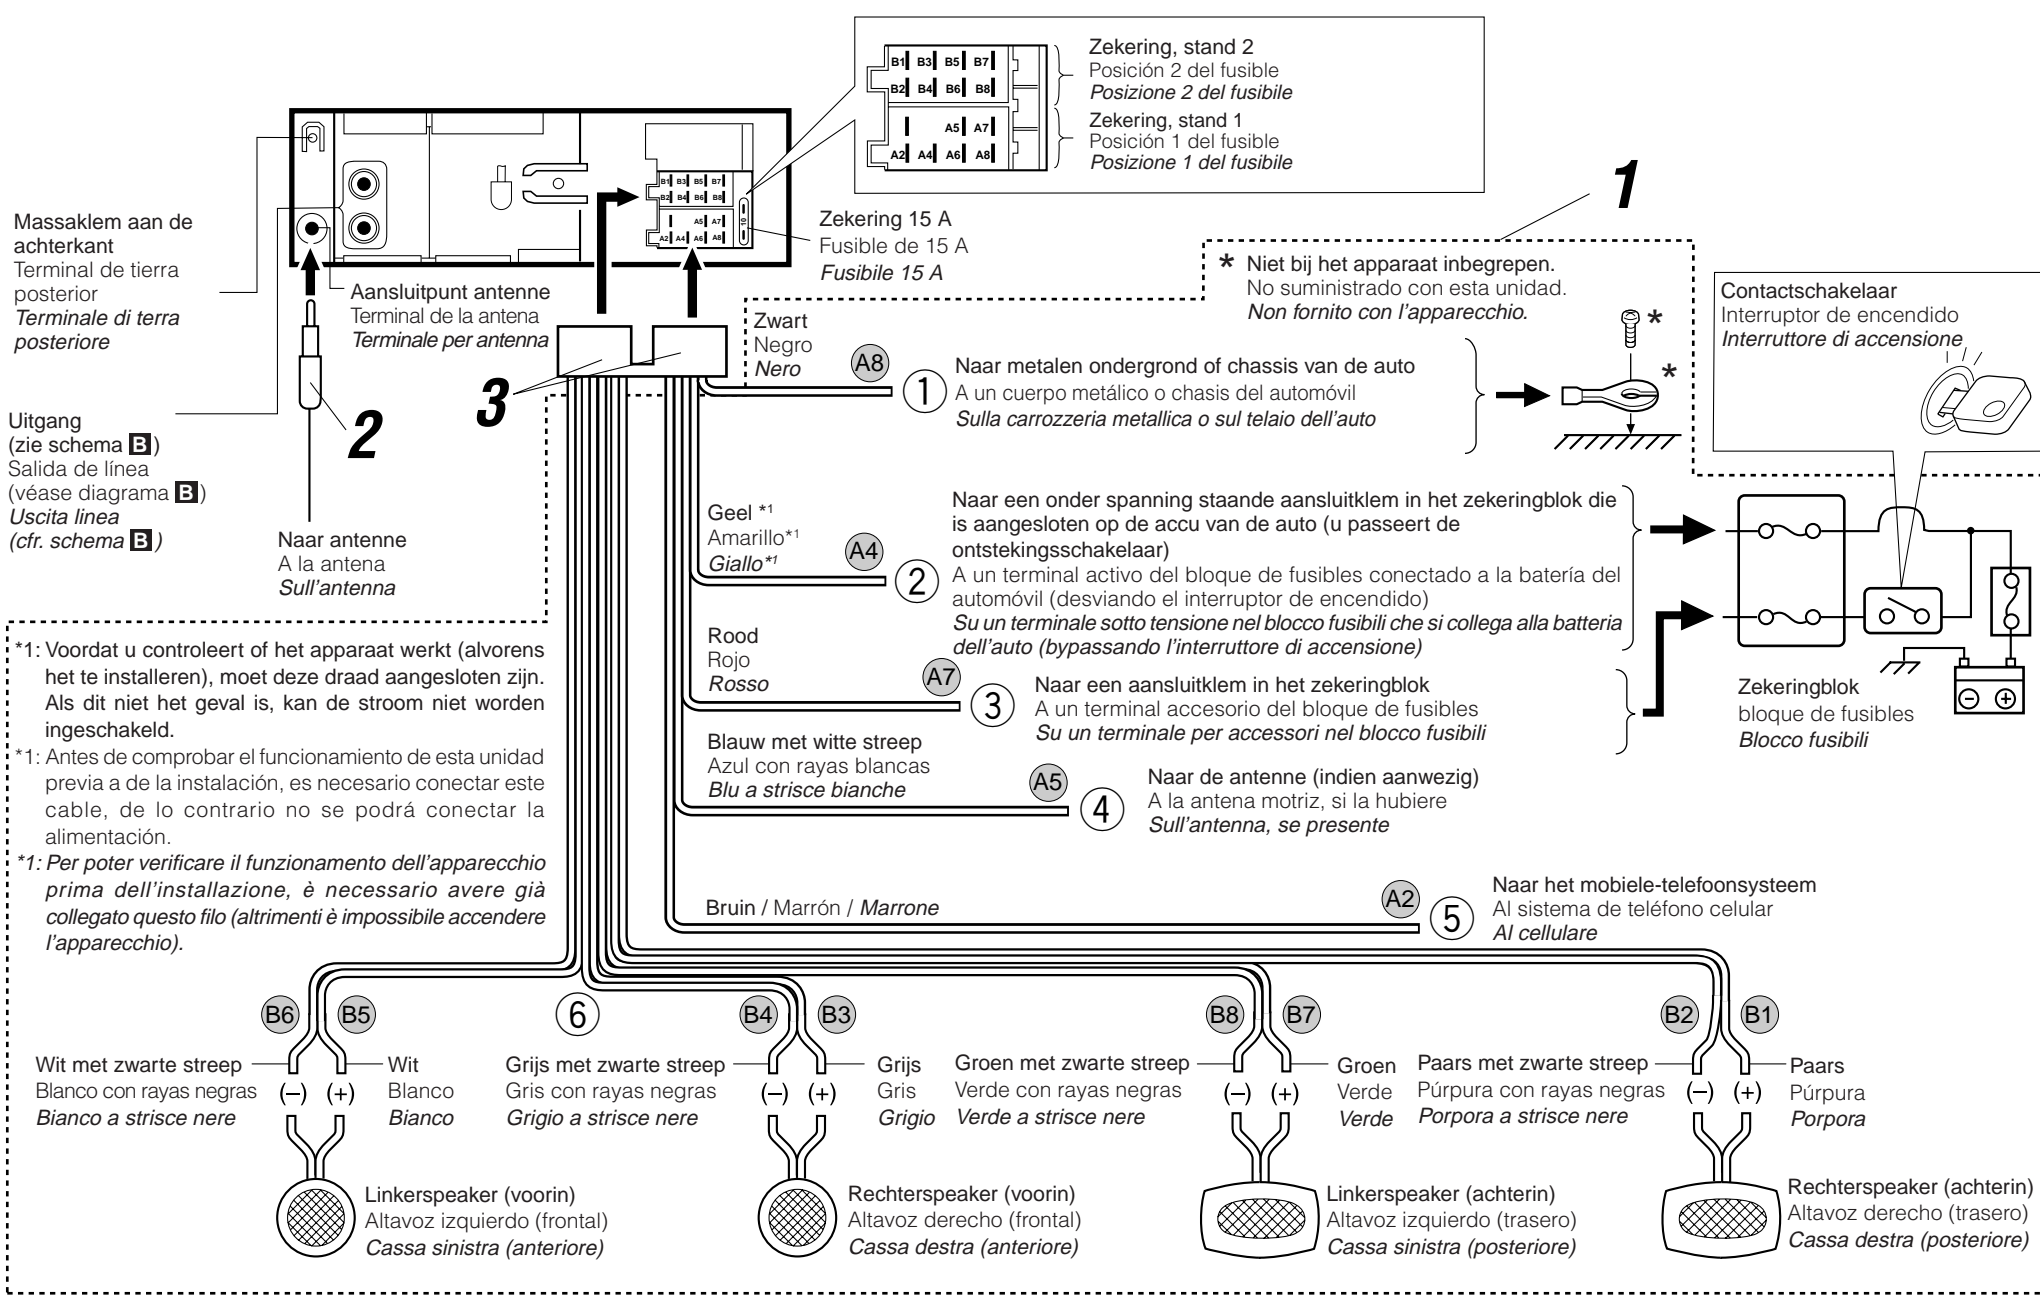 B1 B3 B5 B7
B2 B4 B6 B8
A5 A7
A2 A4 A6 A8
Zekering, stand 2
Posición 2 del fusible
Posizione 2 del fusibile
Zekering, stand 1
Posición 1 del fusible
Posizione 1 del fusibile
1
B1 B3 B5 B7
B2 B4 B6 B8
A5 A7
A2 A4 A6 A8
10
Massaklem aan de
achterkant
Terminal de tierra
posterior
Terminale di terra
posteriore
Zekering 15 A
Fusible de 15 A
Fusibile 15 A
Aansluitpunt antenne
Terminal de la antena
Terminale per antenna
* Niet bij het apparaat inbegrepen.
No suministrado con esta unidad.
Non fornito con l'apparecchio.
*
*
Contactschakelaar
Interruptor de encendido
Interruttore di accensione
Uitgang
(zie schema B)
Salida de línea
(véase diagrama B)
Uscita linea
(cfr. schema B)
2
3
Naar antenne
A la antena
Sull'antenna
Zwart
Negro
Nero
A8
1
Naar metalen ondergrond of chassis van de auto
A un cuerpo metálico o chasis del automóvil
Sulla carrozzeria metallica o sul telaio dell'auto
Geel *1
Amarillo*1
Giallo*1
A4
2
Naar een onder spanning staande aansluitklem in het zekeringblok die
is aangesloten op de accu van de auto (u passeert de
ontstekingsschakelaar)
A un terminal activo del bloque de fusibles conectado a la batería del
automóvil (desviando el interruptor de encendido)
Su un terminale sotto tensione nel blocco fusibili che si collega alla batteria
dell'auto (bypassando l'interruttore di accensione)
Rood
Rojo
Rosso
A7
3
Naar een aansluitklem in het zekeringblok
A un terminal accesorio del bloque de fusibles
Su un terminale per accessori nel blocco fusibili
Zekeringblok
bloque de fusibles
Blocco fusibili
− +
Blauw met witte streep
Azul con rayas blancas
Blu a strisce bianche
A5
4
Naar de antenne (indien aanwezig)
A la antena motriz, si la hubiere
Sull'antenna, se presente
Bruin / Marrón / Marrone
A2
5
Naar het mobiele-telefoonsysteem
Al sistema de teléfono celular
Al cellulare
*1: Voordat u controleert of het apparaat werkt (alvorens
het te installeren), moet deze draad aangesloten zijn.
Als dit niet het geval is, kan de stroom niet worden
ingeschakeld.
*1: Antes de comprobar el funcionamiento de esta unidad
previa a de la instalación, es necesario conectar este
cable, de lo contrario no se podrá conectar la
alimentación.
*1: Per poter verificare il funzionamento dell'apparecchio
prima dell'installazione, è necessario avere già
collegato questo filo (altrimenti è impossibile accendere
l'apparecchio).
B6 B5
6
B4 B3
B8 B7
B2 B1
Wit met zwarte streep
Blanco con rayas negras
Bianco a strisce nere
(−) (+)
Wit
Blanco
Bianco
Grijs met zwarte streep
Gris con rayas negras
Grigio a strisce nere
(−) (+)
Grijs
Gris
Grigio
Groen met zwarte streep
Verde con rayas negras
Verde a strisce nere
(−) (+)
Groen
Verde
Verde
Paars met zwarte streep
Púrpura con rayas negras
Porpora a strisce nere
(−) (+)
Paars
Púrpura
Porpora
Linkerspeaker (voorin)
Altavoz izquierdo (frontal)
Cassa sinistra (anteriore)
Rechterspeaker (voorin)
Altavoz derecho (frontal)
Cassa destra (anteriore)
Linkerspeaker (achterin)
Altavoz izquierdo (trasero)
Cassa sinistra (posteriore)
Rechterspeaker (achterin)
Altavoz derecho (trasero)
Cassa destra (posteriore)